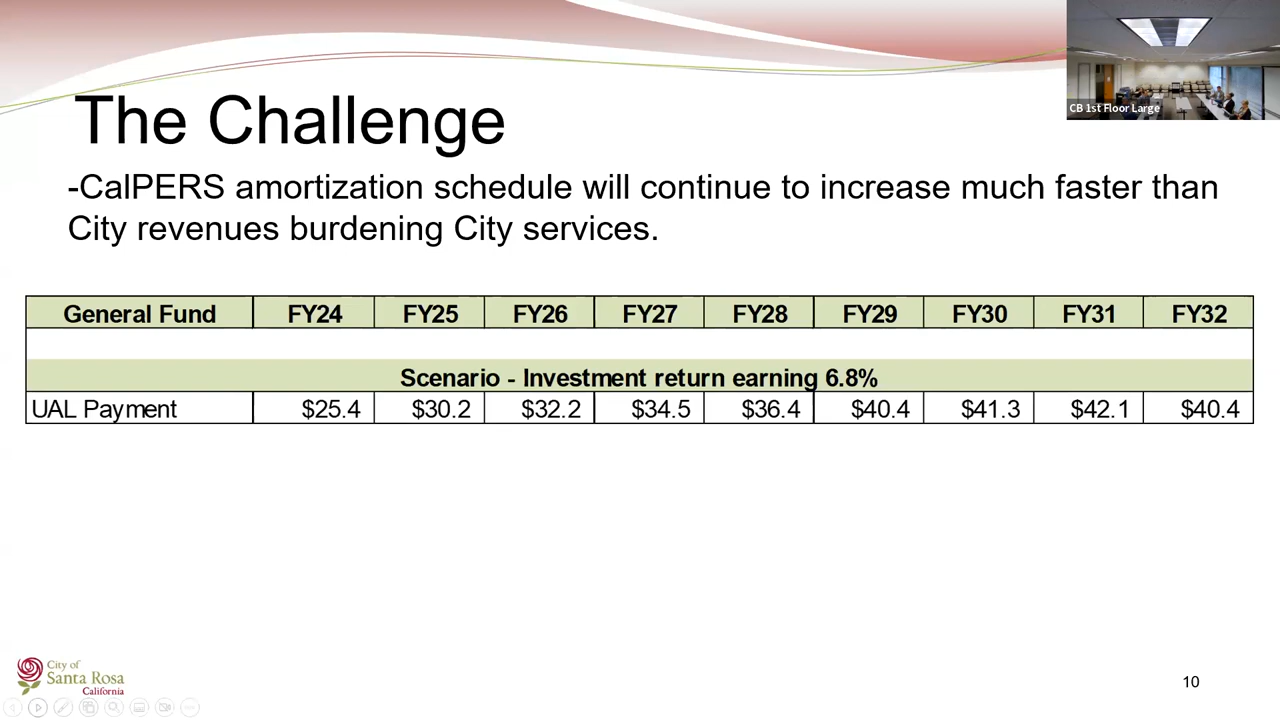 CB 1st Floor Large
The Challenge
-CalPERS amortization schedule will continue to increase much faster than
City revenues burdening City services.
General Fund FY24 FY25 FY26 FY27 FY28 FY29 FY30 FY31 FY32
Scenario - Investment return earning 6.8%
UAL Payment $25.4 $30.2 $32.2 $34.5 $36.4 $40.4 $41.3 $42.1 $40.4
City of
Santa Rosa
California
10